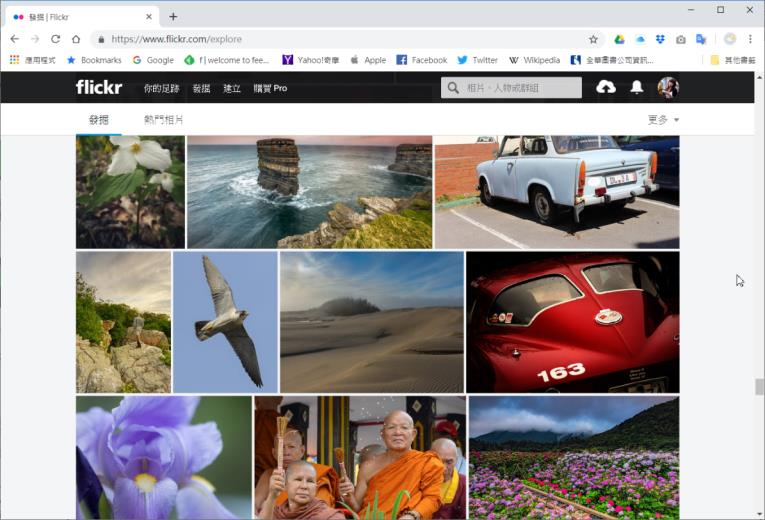 發掘 | Flickr
https://www.flickr.com/explore
應用程式 Bookmarks Google Google Crisis f | welcome to fee... Yahoo!奇摩 Apple Facebook Twitter Wikipedia 全華圖書公司資訊... 其他書籤
flickr 你的足跡 發掘 建立 購買 Pro 相片、人物或群組
發掘 熱門相片 更多
163